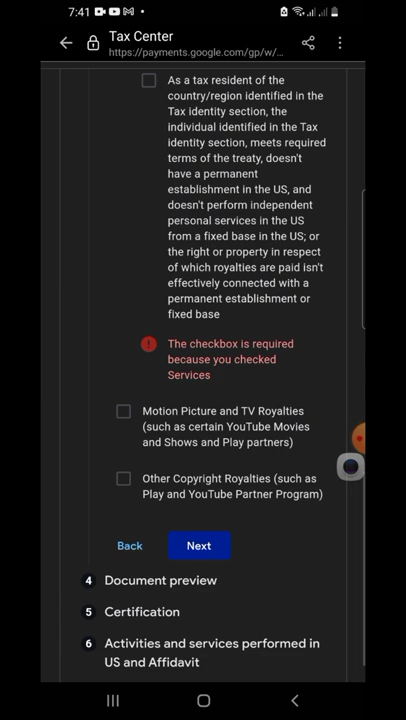 7:41
Tax Center
https://payments.google.com/gp/w/...
As a tax resident of the
country/region identified in the
Tax identity section, the
individual identified in the Tax
identity section, meets required
terms of the treaty, doesn't
have a permanent
establishment in the US, and
doesn't perform independent
personal services in the US
from a fixed base in the US; or
the right or property in respect
of which royalties are paid isn't
effectively connected with a
permanent establishment or
fixed base
The checkbox is required
because you checked
Services
Motion Picture and TV Royalties
(such as certain YouTube Movies
and Shows and Play partners)
Other Copyright Royalties (such as
Play and YouTube Partner Program)
Back
Next
4 Document preview
5 Certification
6 Activities and services performed in
US and Affidavit